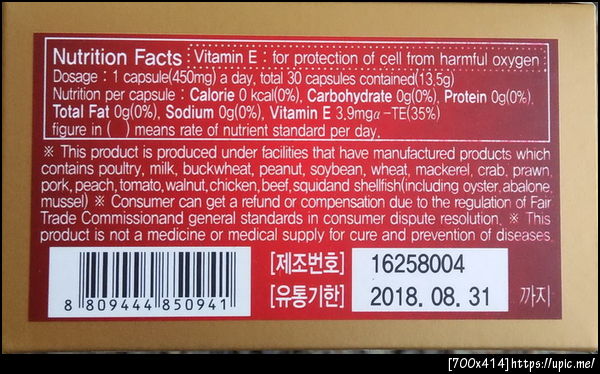 Nutrition Facts : Vitamin E : for protection of cell from harmful oxygen
Dosage : 1 capsule(450mg) a day, total 30 capsules contained(13,5g)
Nutrition per capsule : Calorie 0 kcal(0%), Carbohydrate 0g(0%), Protein 0g(0%),
Total Fat 0g(0%), Sodium 0g(0%), Vitamin E 3,9mgα-TE(35%)
figure in ( ) means rate of nutrient standard per day.
※ This product is produced under facilities that have manufactured products which
contains poultry, milk, buckwheat, peanut, soybean, wheat, mackerel, crab, prawn,
pork, peach, tomato, walnut, chicken, beef, squidand shellfish(including oyster, abalone,
mussel) ※ Consumer can get a refund or compensation due to the regulation of Fair
Trade Commissionand general standards in consumer dispute resolution. ※ This
product is not a medicine or medical supply for cure and prevention of diseases.
[제조번호] 16258004
[유통기한] 2018. 08. 31 까지
8 809444 850941
[700x414]https://upic.me/